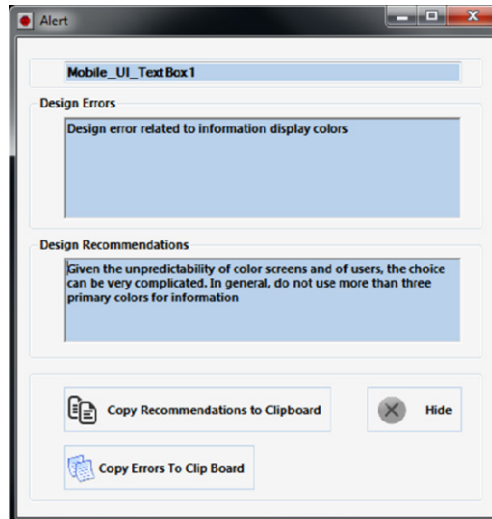 Alert
Mobile_UI_TextBox1
Design Errors
Design error related to information display colors
Design Recommendations
Given the unpredictability of color screens and of users, the choice
can be very complicated. In general, do not use more than three
primary colors for information
Copy Recommendations to Clipboard
Hide
Copy Errors To Clip Board